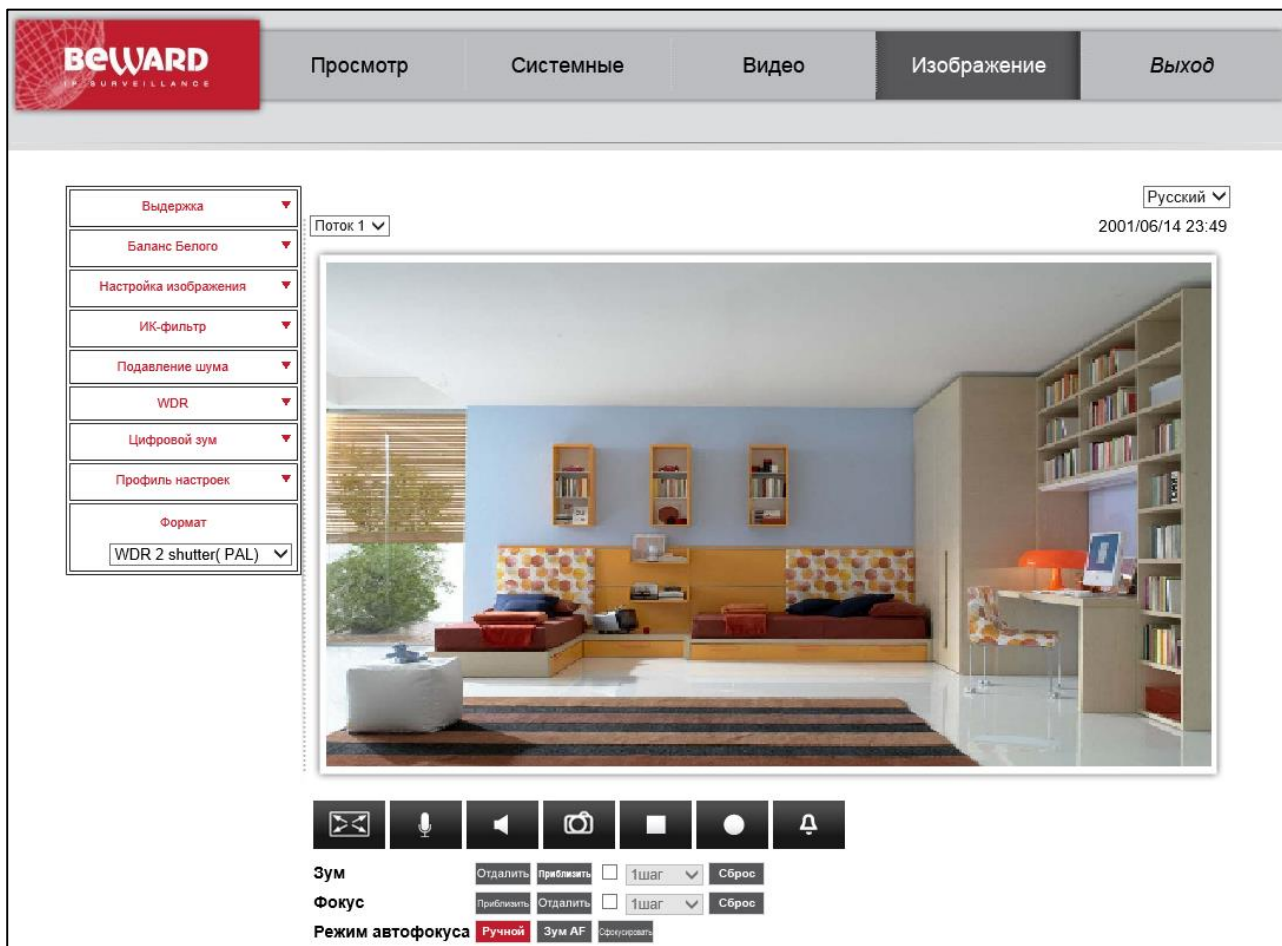 BEWARD
IP SURVEILLANCE
Просмотр
Системные
Видео
Изображение
Выход
Русский
2001/06/14 23:49
Поток 1
Выдержка
Баланс Белого
Настройка изображения
ИК-фильтр
Подавление шума
WDR
Цифровой зум
Профиль настроек
Формат
WDR 2 shutter( PAL)
Зум Отдалить Приблизить 1шаг Сброс
Фокус Приблизить Отдалить 1шаг Сброс
Режим автофокуса Ручной Зум AF Сфокусировать